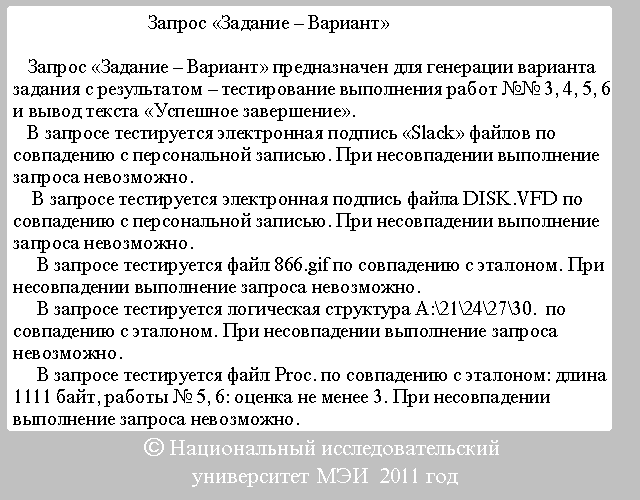 Запрос «Задание – Вариант»
Запрос «Задание – Вариант» предназначен для генерации варианта
задания с результатом – тестирование выполнения работ №№ 3, 4, 5, 6
и вывод текста «Успешное завершение».
В запросе тестируется электронная подпись «Slack» файлов по
совпадению с персональной записью. При несовпадении выполнение
запроса невозможно.
В запросе тестируется электронная подпись файла DISK.VFD по
совпадению с персональной записью. При несовпадении выполнение
запроса невозможно.
В запросе тестируется файл 866.gif по совпадению с эталоном. При
несовпадении выполнение запроса невозможно.
В запросе тестируется логическая структура A:\21\24\27\30. по
совпадению с эталоном. При несовпадении выполнение запроса
невозможно.
В запросе тестируется файл Proc. по совпадению с эталоном: длина
1111 байт, работы № 5, 6: оценка не менее 3. При несовпадении
выполнение запроса невозможно.
© Национальный исследовательский
университет МЭИ 2011 год